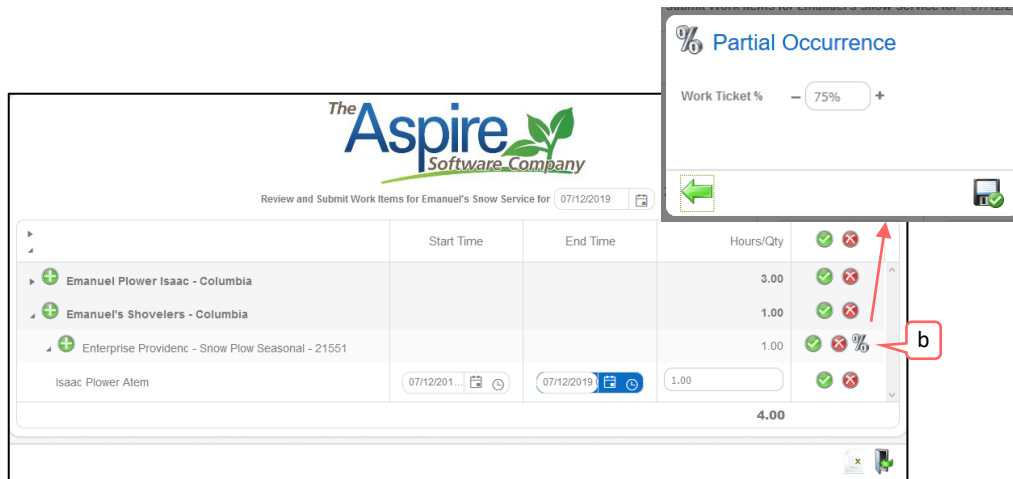 Partial Occurrence
Work Ticket % – 75% +
The
Aspire
Software Company
Review and Submit Work Items for Emanuel's Snow Service for 07/12/2019
Start Time End Time Hours/Qty
Emanuel Plower Isaac - Columbia 3.00
Emanuel's Shovelers - Columbia 1.00
Enterprise Providenc - Snow Plow Seasonal - 21551 1.00
b
Isaac Plower Atem 07/12/201... 07/12/2019 1.00
4.00